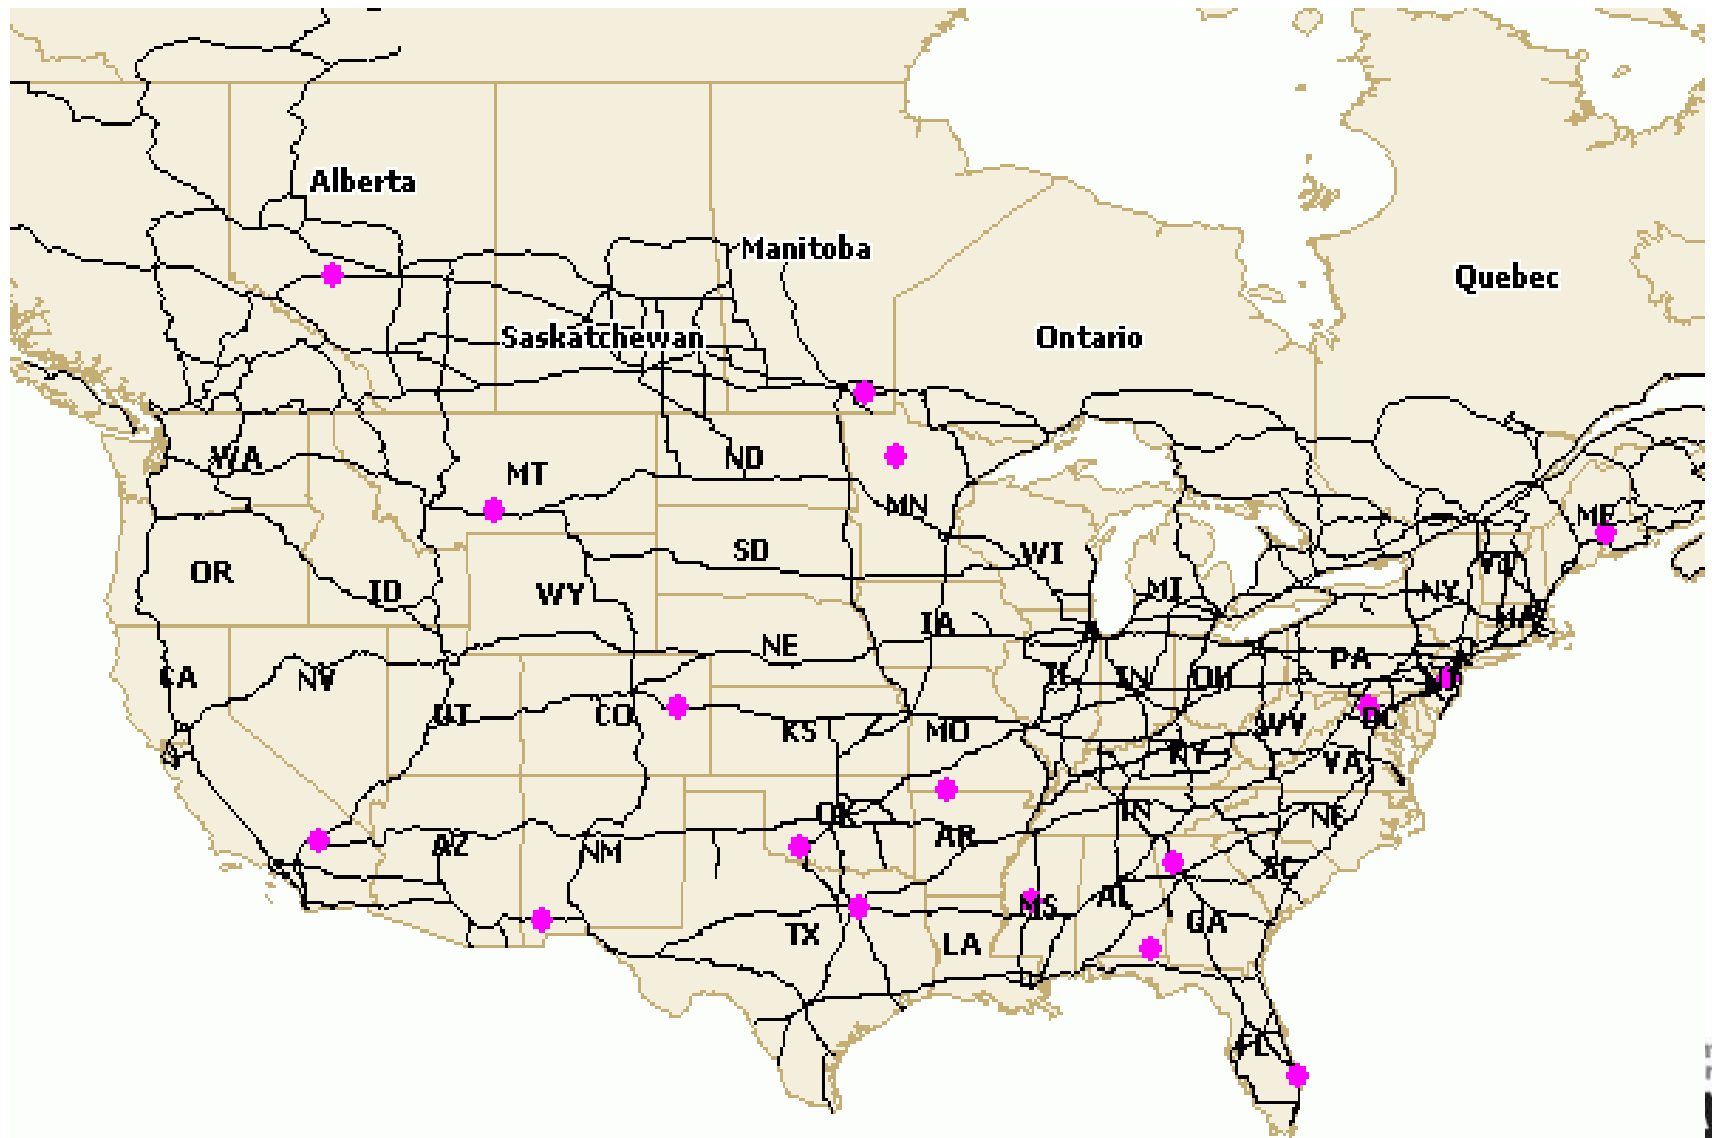 Alberta
Manitoba
Quebec
Saskatchewan
Ontario
WA
MT
ND
MN
ME
OR
ID
WY
SD
WI
MI
NY
VT
MA
IA
NE
CA
NV
UT
CO
IL
IN
OH
PA
NJ
KS
MO
KY
WV
DC
VA
AZ
NM
OK
AR
TN
NC
SC
TX
LA
MS
AL
GA
FL